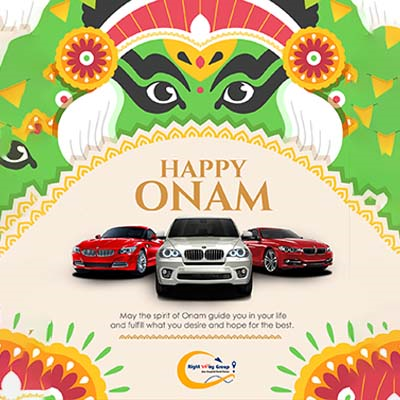 HAPPY
ONAM
May the spirit of Onam guide you in your life
and fulfill what you desire and hope for the best.
Right Way Group